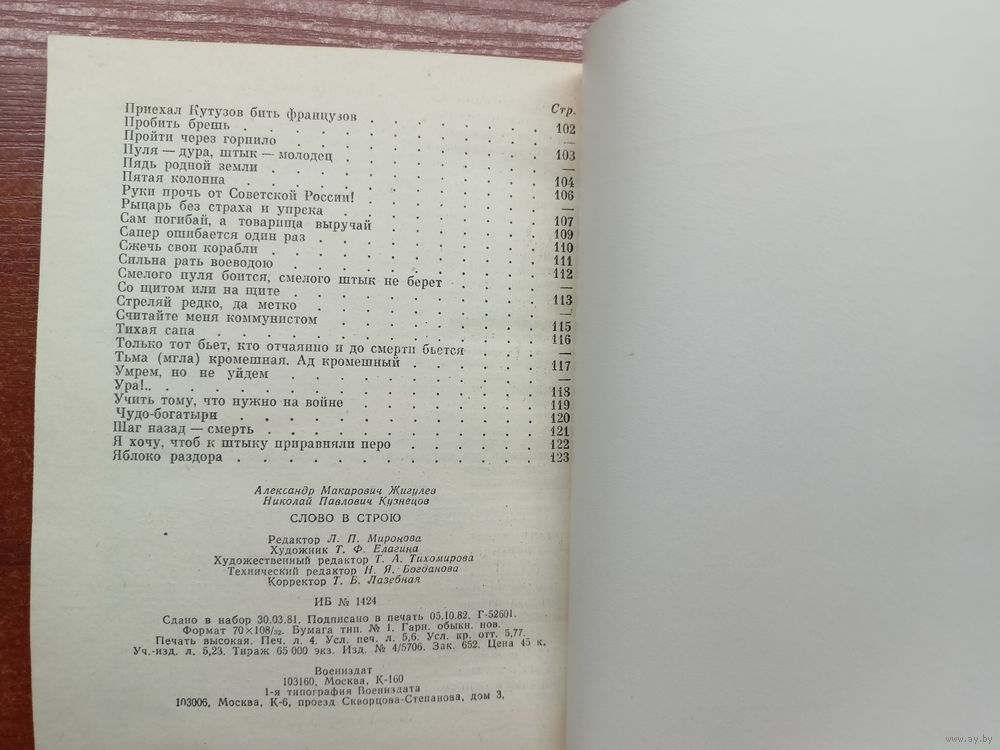 Стр.
Приехал Кутузов бить французов . . . . . . . . 102
Пробить брешь . . . . . . . . . . . . —
Пройти через горнило . . . . . . . . . . 103
Пуля — дура, штык — молодец . . . . . . . . —
Пядь родной земли . . . . . . . . . . . 104
Пятая колонна . . . . . . . . . . . . 106
Руки прочь от Советской России! . . . . . . . . —
Рыцарь без страха и упрека . . . . . . . . . 107
Сам погибай, а товарища выручай . . . . . . . 109
Сапер ошибается один раз . . . . . . . . . 110
Сжечь свои корабли . . . . . . . . . . . 111
Сильна рать воеводою . . . . . . . . . . 112
Смелого пуля боится, смелого штык не берет . . . . —
Со щитом или на щите . . . . . . . . . . 113
Стреляй редко, да метко . . . . . . . . . . —
Считайте меня коммунистом . . . . . . . . . 115
Тихая сапа . . . . . . . . . . . . . 116
Только тот бьет, кто отчаянно и до смерти бьется . . . —
Тьма (мгла) кромешная. Ад кромешный . . . . . . 117
Умрем, но не уйдем . . . . . . . . . . . —
Ура!.. . . . . . . . . . . . . . . 118
Учить тому, что нужно на войне . . . . . . . . 119
Чудо-богатыри . . . . . . . . . . . . 120
Шаг назад — смерть . . . . . . . . . . . 121
Я хочу, чтоб к штыку приравняли перо . . . . . . 122
Яблоко раздора . . . . . . . . . . . . 123
Александр Макарович Жигулев
Николай Павлович Кузнецов
СЛОВО В СТРОЮ
Редактор Л. П. Миронова
Художник Т. Ф. Елагина
Художественный редактор Т. А. Тихомирова
Технический редактор Н. Я. Богданова
Корректор Т. Б. Лазебная
ИБ № 1424
Сдано в набор 30.03.81. Подписано в печать 05.10.82. Г-52601.
Формат 70×108/32. Бумага тип. № 1. Гарн. обыкн. нов.
Печать высокая. Печ. л. 4. Усл. печ. л. 5,6. Усл. кр. отт. 5,77.
Уч.-изд. л. 5,23. Тираж 65 000 экз. Изд. № 4/5706. Зак. 652. Цена 45 к.
Воениздат
103160, Москва, К-160
1-я типография Воениздата
103006, Москва, К-6, проезд Скворцова-Степанова, дом 3.
www.ay.by